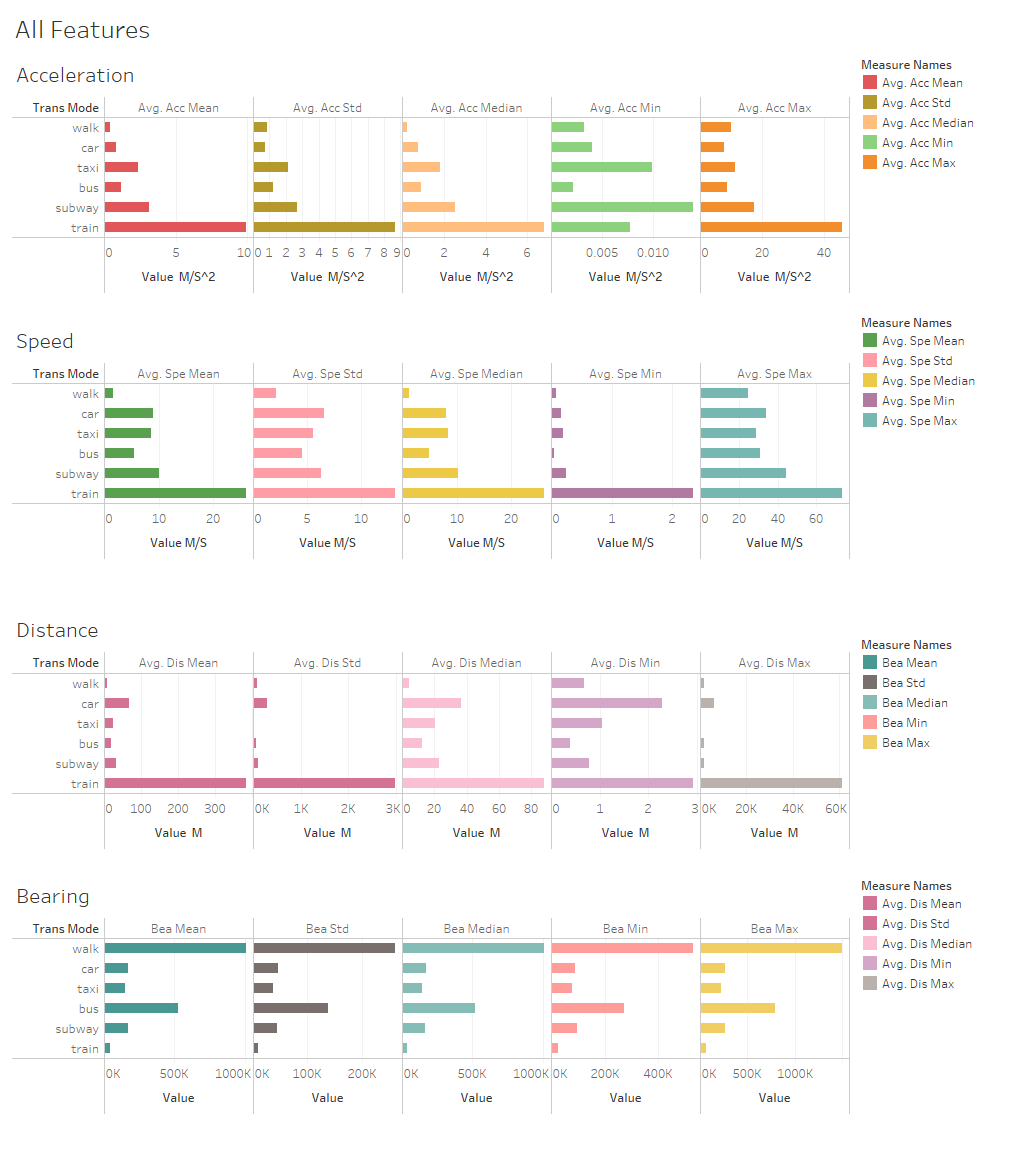 All Features
Acceleration
Measure Names
Avg. Acc Mean
Avg. Acc Std
Avg. Acc Median
Avg. Acc Min
Avg. Acc Max
Trans Mode Avg. Acc Mean Avg. Acc Std Avg. Acc Median Avg. Acc Min Avg. Acc Max
walk
car
taxi
bus
subway
train
0 5 10 0 1 2 3 4 5 6 7 8 9 0 2 4 6 0.005 0.010 0 20 40
Value M/S^2 Value M/S^2 Value M/S^2 Value M/S^2 Value M/S^2
Speed
Measure Names
Avg. Spe Mean
Avg. Spe Std
Avg. Spe Median
Avg. Spe Min
Avg. Spe Max
Trans Mode Avg. Spe Mean Avg. Spe Std Avg. Spe Median Avg. Spe Min Avg. Spe Max
walk
car
taxi
bus
subway
train
0 10 20 0 5 10 0 10 20 0 1 2 0 20 40 60
Value M/S Value M/S Value M/S Value M/S Value M/S
Distance
Measure Names
Bea Mean
Bea Std
Bea Median
Bea Min
Bea Max
Trans Mode Avg. Dis Mean Avg. Dis Std Avg. Dis Median Avg. Dis Min Avg. Dis Max
walk
car
taxi
bus
subway
train
0 100 200 300 0K 1K 2K 3K 0 20 40 60 80 0 1 2 3 0K 20K 40K 60K
Value M Value M Value M Value M Value M
Bearing
Measure Names
Avg. Dis Mean
Avg. Dis Std
Avg. Dis Median
Avg. Dis Min
Avg. Dis Max
Trans Mode Bea Mean Bea Std Bea Median Bea Min Bea Max
walk
car
taxi
bus
subway
train
0K 500K 1000K 0K 100K 200K 0K 500K 1000K 0K 200K 400K 0K 500K 1000K
Value Value Value Value Value